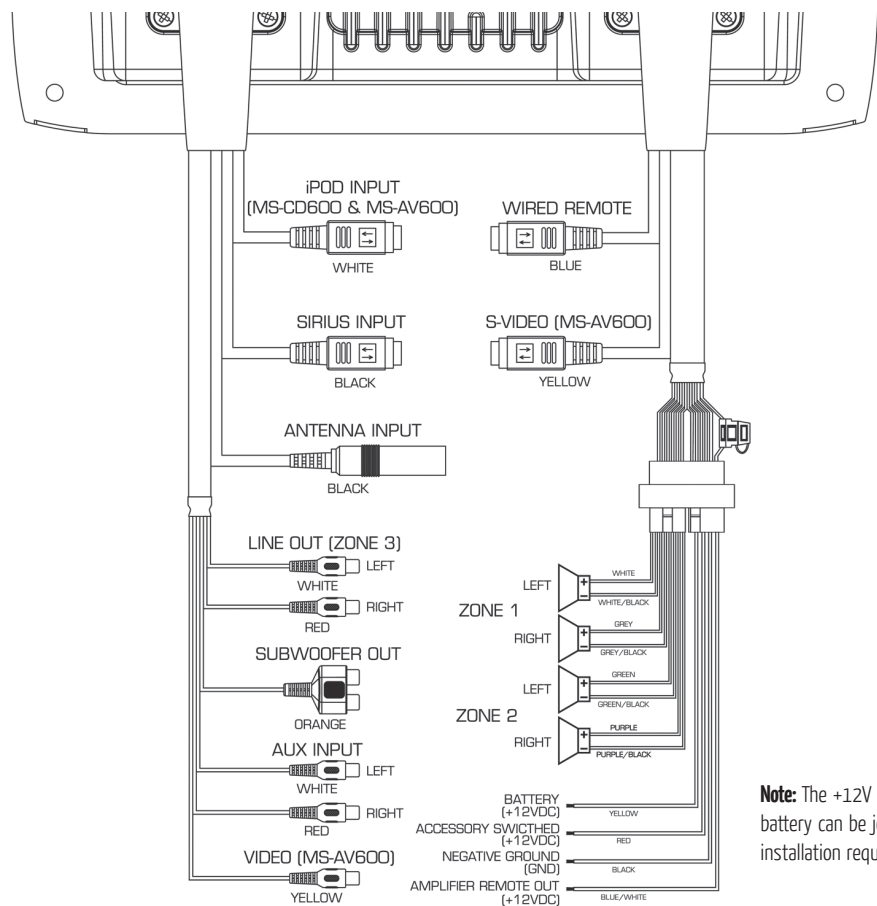 iPOD INPUT
(MS-CD600 & MS-AV600)
WHITE
SIRIUS INPUT
BLACK
ANTENNA INPUT
BLACK
LINE OUT (ZONE 3)
LEFT
WHITE
RIGHT
RED
SUBWOOFER OUT
ORANGE
AUX INPUT
LEFT
WHITE
RIGHT
RED
VIDEO (MS-AV600)
YELLOW
WIRED REMOTE
BLUE
S-VIDEO (MS-AV600)
YELLOW
ZONE 1
LEFT
+
WHITE
–
WHITE/BLACK
RIGHT
+
GREY
–
GREY/BLACK
ZONE 2
LEFT
+
GREEN
–
GREEN/BLACK
RIGHT
+
PURPLE
–
PURPLE/BLACK
BATTERY
(+12VDC)
YELLOW
ACCESSORY SWICTHED
(+12VDC)
RED
NEGATIVE GROUND
(GND)
BLACK
AMPLIFIER REMOTE OUT
(+12VDC)
BLUE/WHITE
Note: The +12V
battery can be
installation